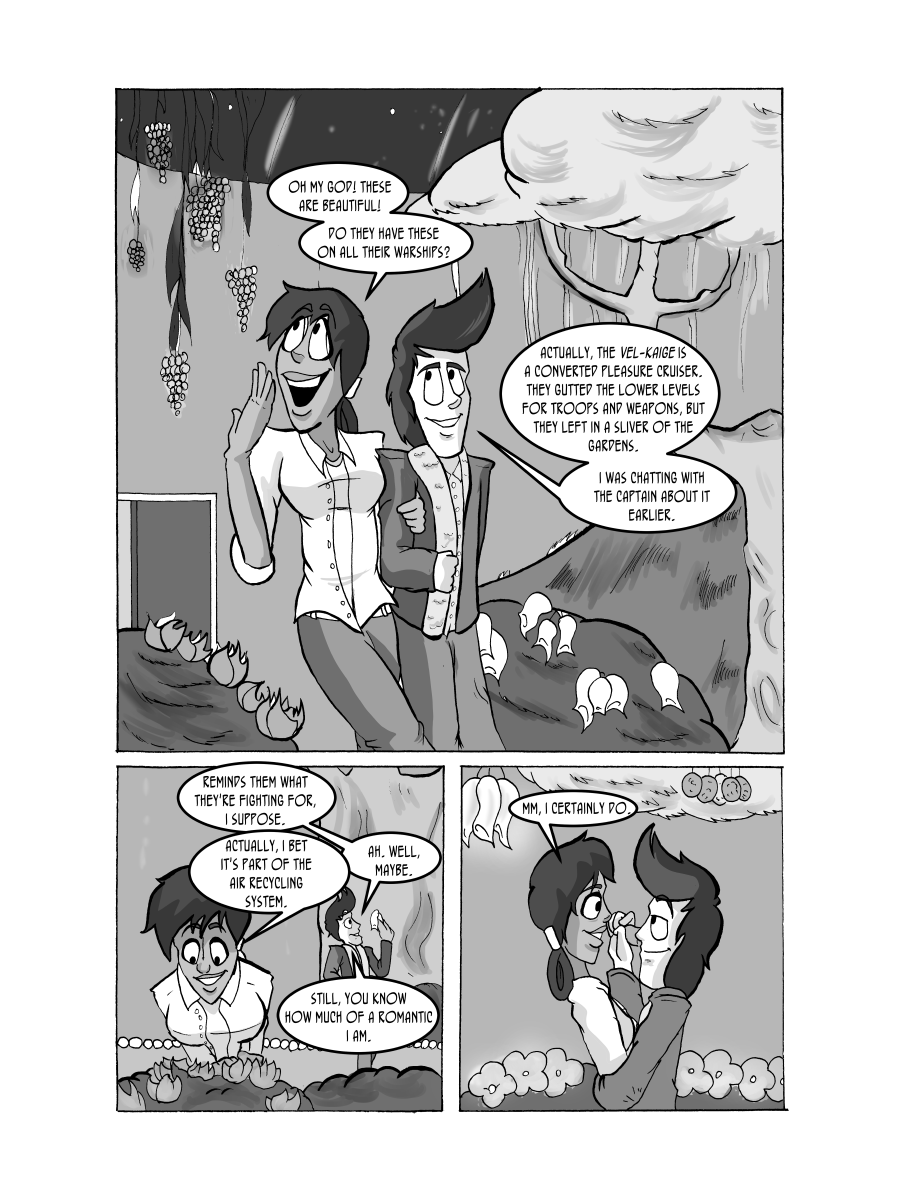 OH MY GOD! THESE
ARE BEAUTIFUL!
DO THEY HAVE THESE
ON ALL THEIR WARSHIPS?
ACTUALLY, THE VEL-KAIGE IS
A CONVERTED PLEASURE CRUISER.
THEY GUTTED THE LOWER LEVELS
FOR TROOPS AND WEAPONS, BUT
THEY LEFT IN A SLIVER OF THE
GARDENS.
I WAS CHATTING WITH
THE CAPTAIN ABOUT IT
EARLIER.
REMINDS THEM WHAT
THEY'RE FIGHTING FOR,
I SUPPOSE.
ACTUALLY, I BET
IT'S PART OF THE
AIR RECYCLING
SYSTEM.
AH. WELL,
MAYBE.
STILL, YOU KNOW
HOW MUCH OF A ROMANTIC
I AM.
MM, I CERTAINLY DO.